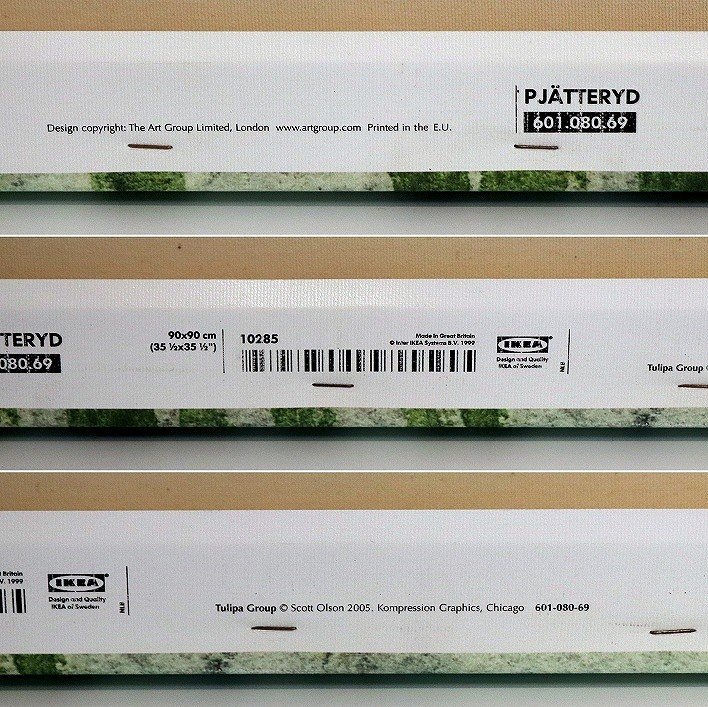 Design copyright: The Art Group Limited, London www.artgroup.com Printed in the E.U.
PJÄTTERYD
601.080.69
TTERYD
080.69
90x90 cm
(35 ½x35 ½")
10285
Made in Great Britain
© Inter IKEA Systems B.V. 1999
IKEA®
Design and Quality
IKEA of Sweden
NLB
Tulipa Group ©
Britain
V. 1999
IKEA®
Design and Quality
IKEA of Sweden
NLB
Tulipa Group © Scott Olson 2005. Kompression Graphics, Chicago 601-080-69